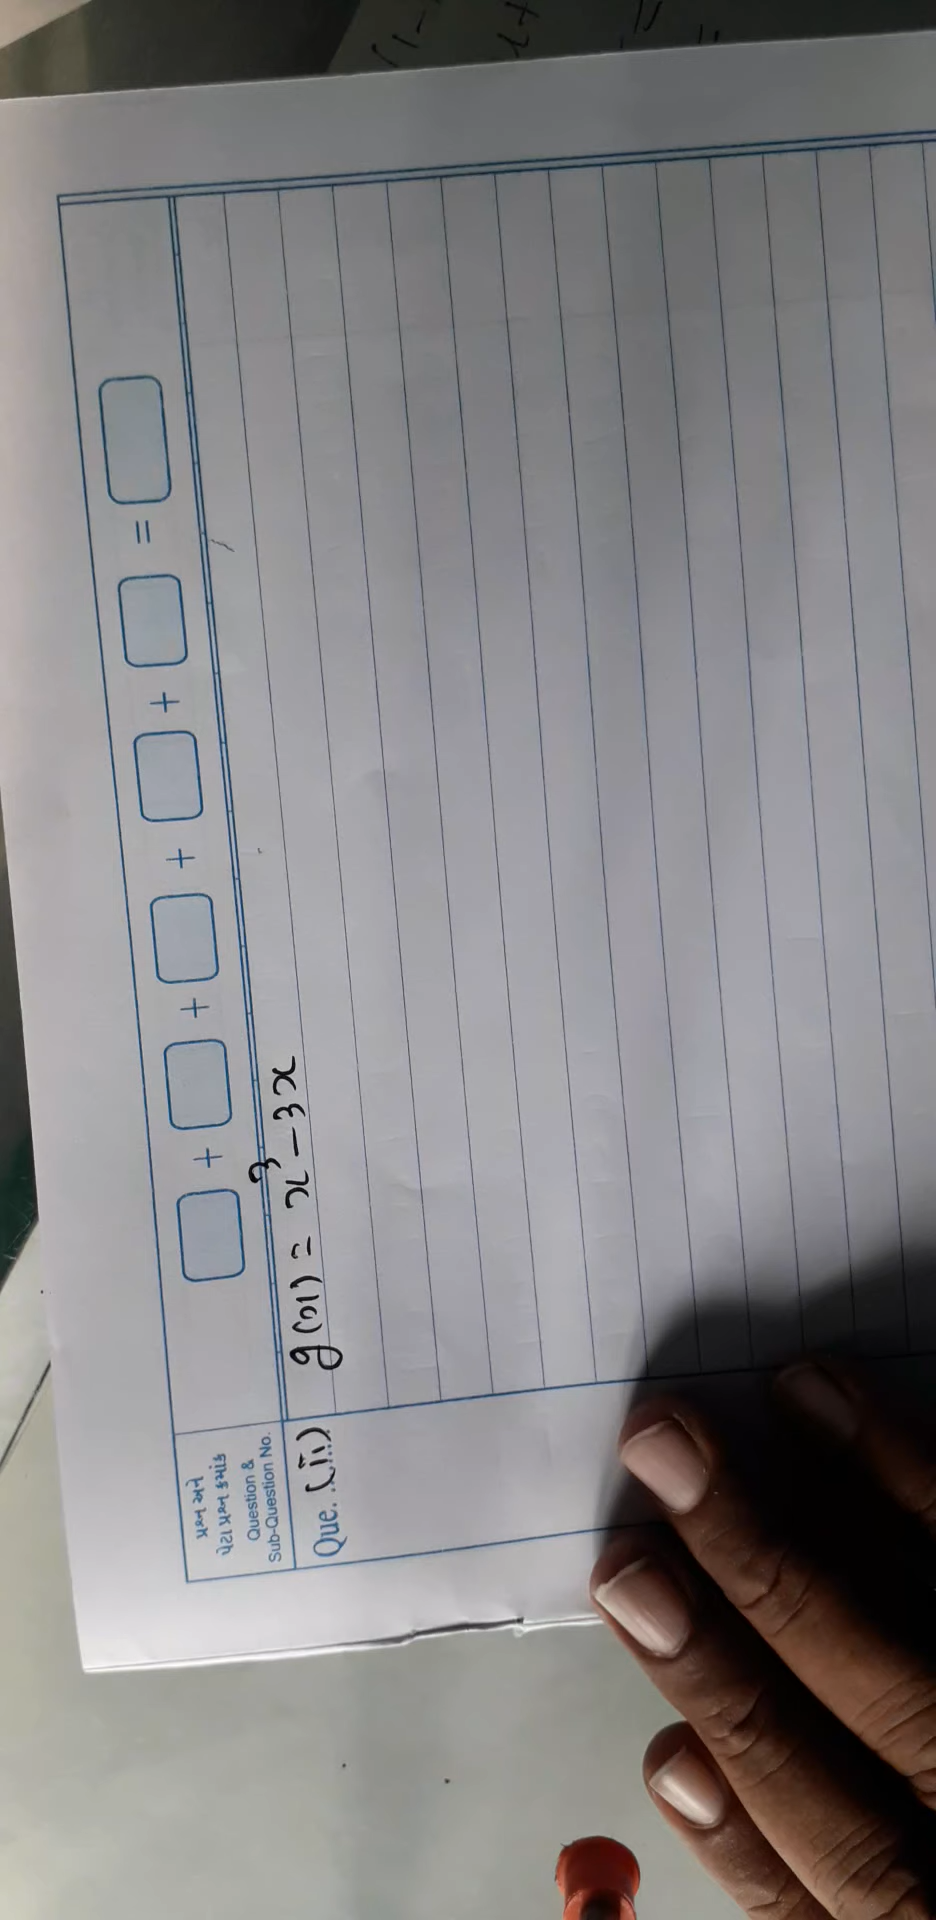 □ + □ + □ + □ + □ = □
પ્રશ્ન અને
પેટા પ્રશ્ન ક્રમાંક
Question &
Sub-Question No.
Que. (ii) g(x) = x³ - 3x